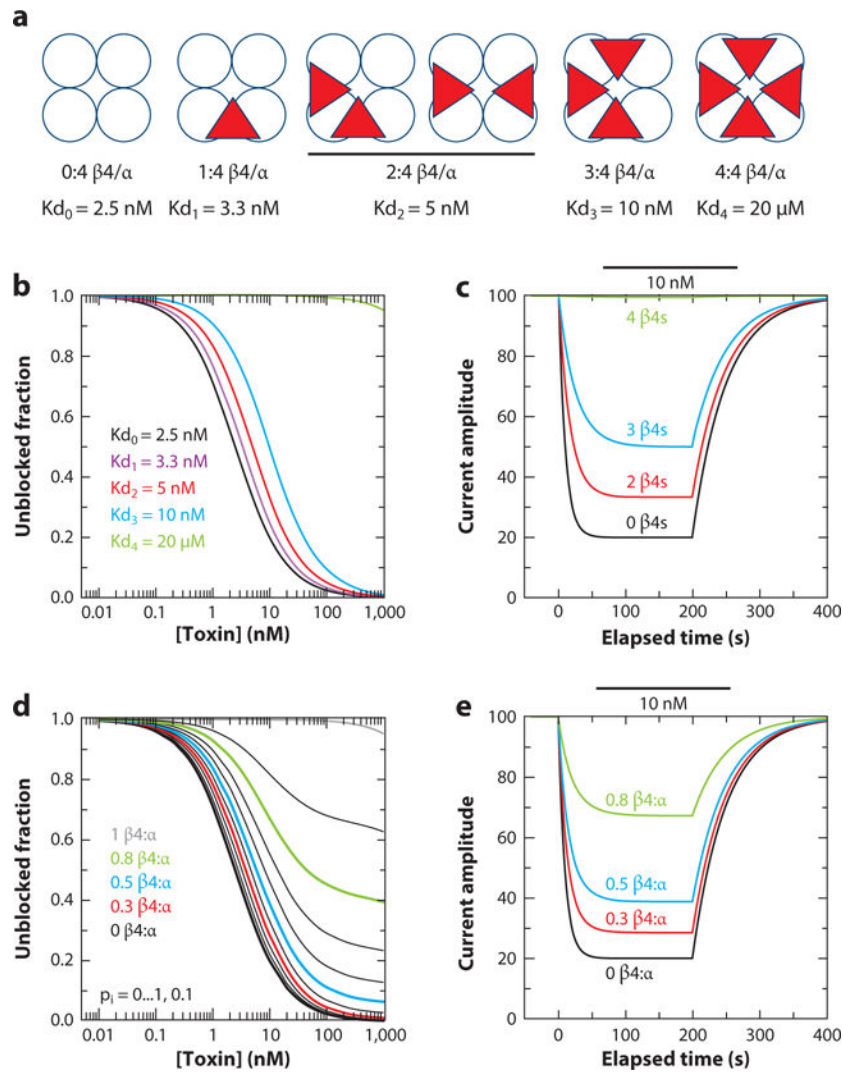 a
0:4 β4/α 1:4 β4/α 2:4 β4/α 3:4 β4/α 4:4 β4/α
Kd₀ = 2.5 nM Kd₁ = 3.3 nM Kd₂ = 5 nM Kd₃ = 10 nM Kd₄ = 20 μM
b
Unblocked fraction
1.0
0.8
0.6
0.4
0.2
0.0
Kd₀ = 2.5 nM
Kd₁ = 3.3 nM
Kd₂ = 5 nM
Kd₃ = 10 nM
Kd₄ = 20 μM
0.01 0.1 1 10 100 1,000
[Toxin] (nM)
c
10 nM
Current amplitude
100
80
60
40
20
0
4 β4s
3 β4s
2 β4s
0 β4s
0 100 200 300 400
Elapsed time (s)
d
Unblocked fraction
1.0
0.8
0.6
0.4
0.2
0.0
1 β4:α
0.8 β4:α
0.5 β4:α
0.3 β4:α
0 β4:α
pᵢ = 0...1, 0.1
0.01 0.1 1 10 100 1,000
[Toxin] (nM)
e
10 nM
Current amplitude
100
80
60
40
20
0
0.8 β4:α
0.5 β4:α
0.3 β4:α
0 β4:α
0 100 200 300 400
Elapsed time (s)